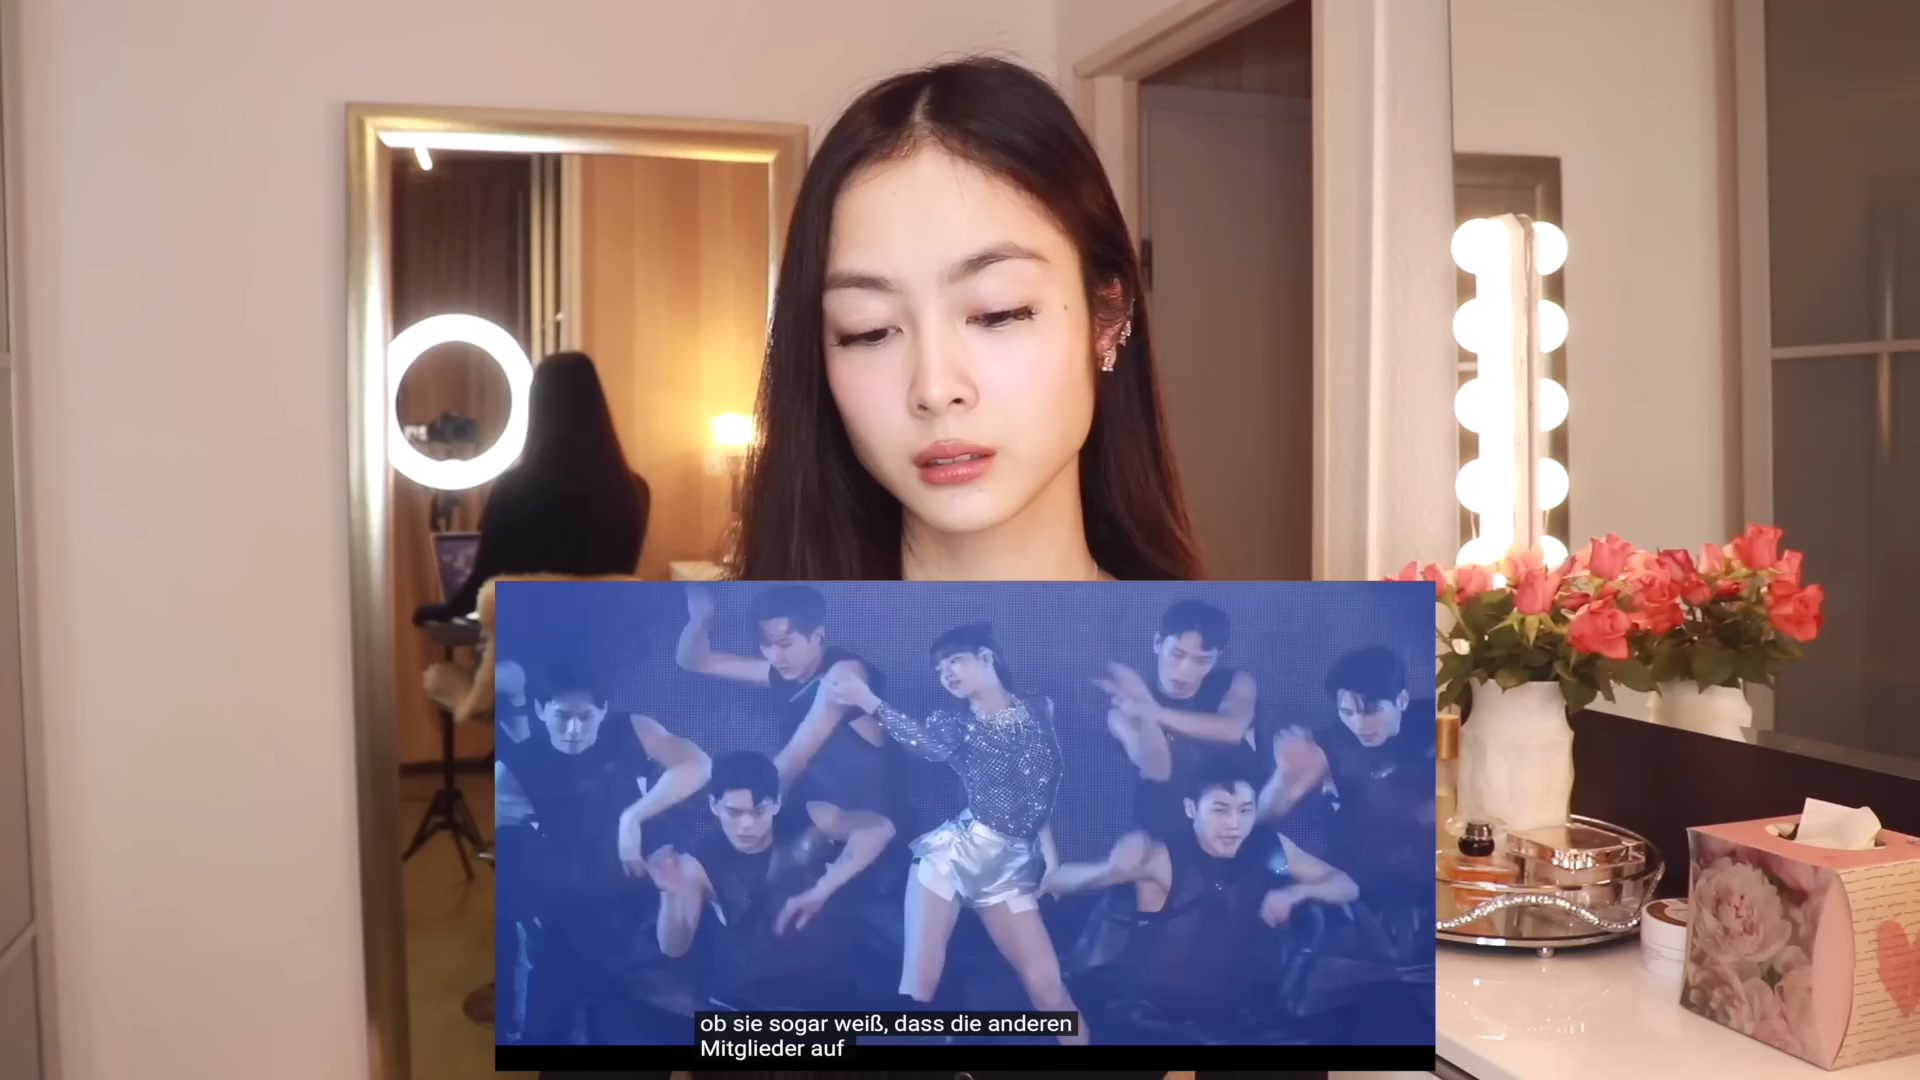 ob sie sogar weiß, dass die anderen
Mitglieder auf